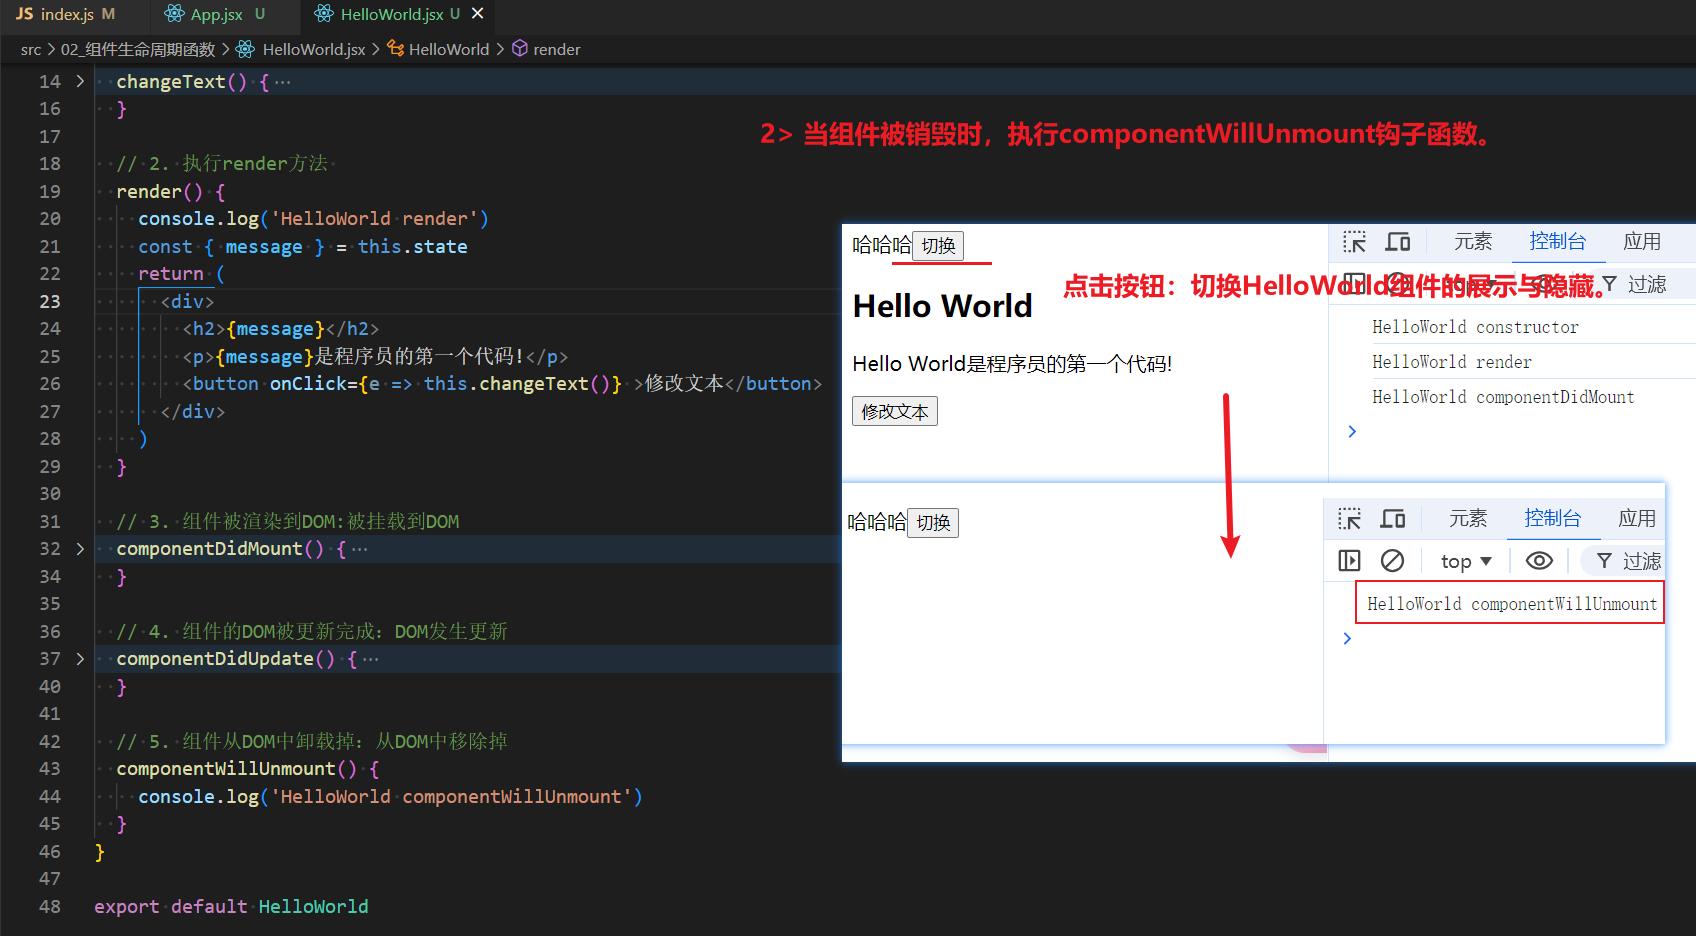 JS index.js M App.jsx U HelloWorld.jsx U ×
src > 02_组件生命周期函数 > HelloWorld.jsx > HelloWorld > render
14 > changeText() { ···
16 }
17
18 // 2. 执行render方法
19 render() {
20 console.log('HelloWorld render')
21 const { message } = this.state
22 return (
23 <div>
24 <h2>{message}</h2>
25 <p>{message}是程序员的第一个代码!</p>
26 <button onClick={e => this.changeText()} >修改文本</button>
27 </div>
28 )
29 }
30
31 // 3. 组件被渲染到DOM:被挂载到DOM
32 > componentDidMount() { ···
34 }
35
36 // 4. 组件的DOM被更新完成: DOM发生更新
37 > componentDidUpdate() { ···
40 }
41
42 // 5. 组件从DOM中卸载掉: 从DOM中移除掉
43 componentWillUnmount() {
44 console.log('HelloWorld componentWillUnmount')
45 }
46 }
47
48 export default HelloWorld
2> 当组件被销毁时，执行componentWillUnmount钩子函数。
哈哈哈 切换
点击按钮：切换HelloWorld组件的展示与隐藏。
Hello World
Hello World是程序员的第一个代码!
修改文本
元素 控制台 应用
top 过滤
HelloWorld constructor
HelloWorld render
HelloWorld componentDidMount
>
哈哈哈 切换
元素 控制台 应用
top ▼ 过滤
HelloWorld componentWillUnmount
>